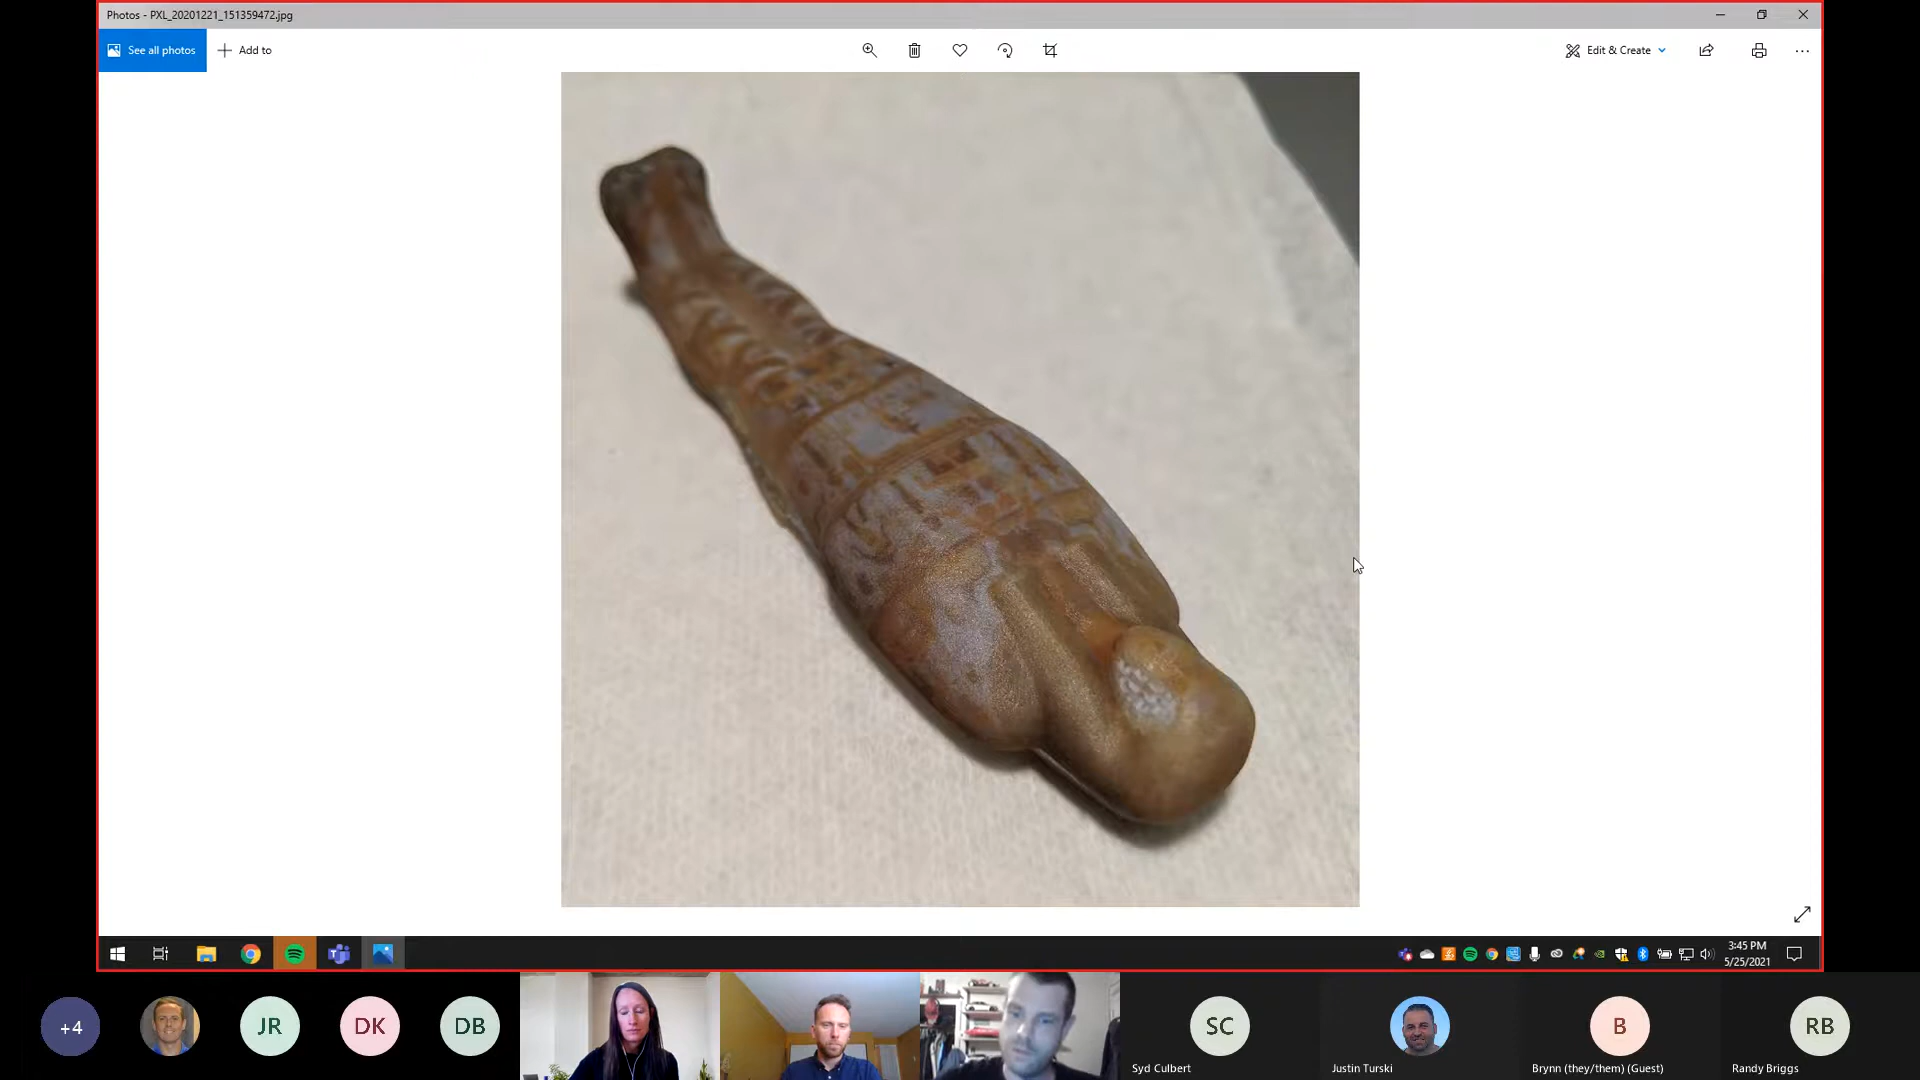 Photos - PXL_20201221_151359472.jpg
See all photos
Add to
Edit & Create
3:45 PM
5/25/2021
+4
JR
DK
DB
SC
Syd Culbert
Justin Turski
B
Brynn (they/them) (Guest)
RB
Randy Briggs